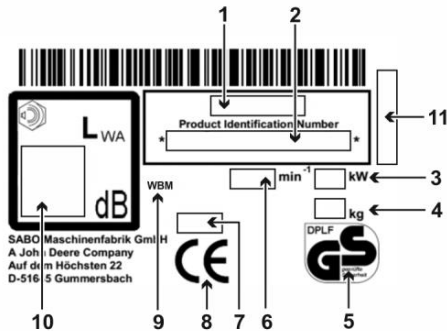 1 2
Product Identification Number
* *
11
L WA
dB
min⁻¹
kW
3
WBM
kg
4
SABO Maschinenfabrik GmbH
A John Deere Company
Auf dem Höchsten 22
D-51645 Gummersbach
CE
DPLF
GS
geprüfte
Sicherheit
10 9 8 7 6 5